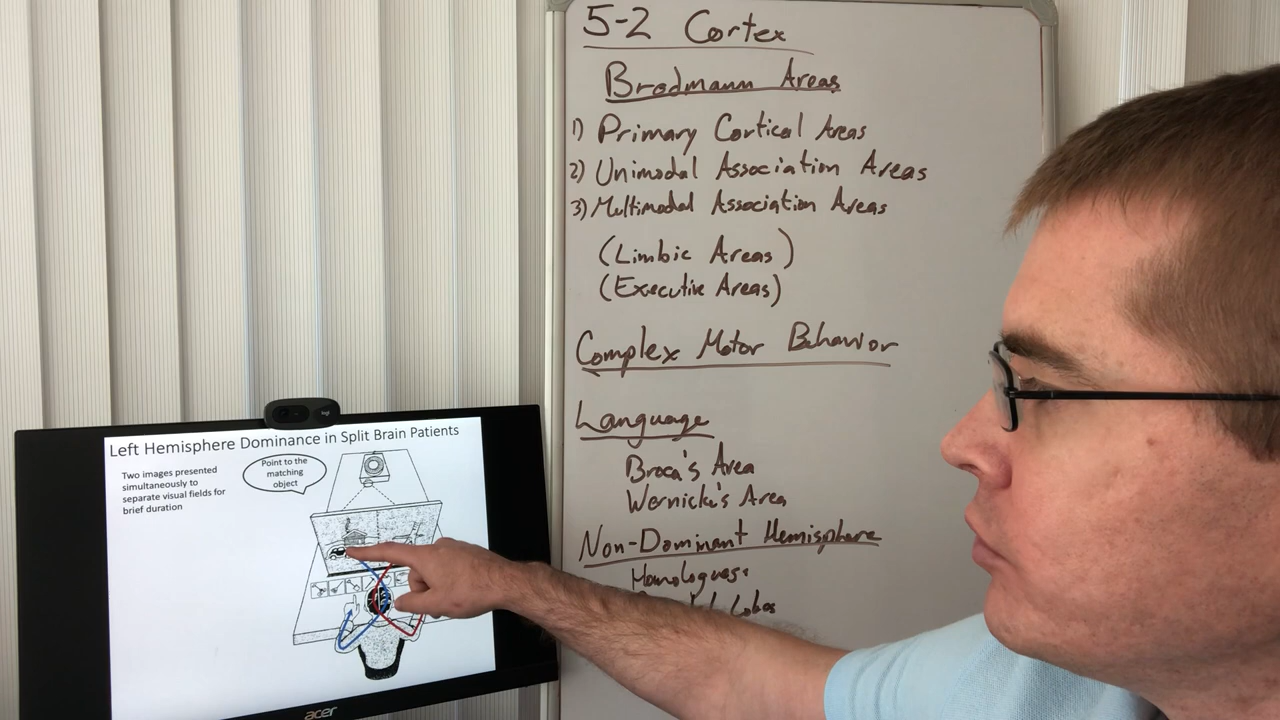 5-2 Cortex
Brodmann Areas
1) Primary Cortical Areas
2) Unimodal Association Areas
3) Multimodal Association Areas
(Limbic Areas)
(Executive Areas)
Complex Motor Behavior
Language
Broca's Area
Wernicke's Area
Non-Dominant Hemisphere
Homologues:
Lobes
Left Hemisphere Dominance in Split Brain Patients
Two images presented
simultaneously to
separate visual fields for
brief duration
Point to the
matching
object
logi
acer